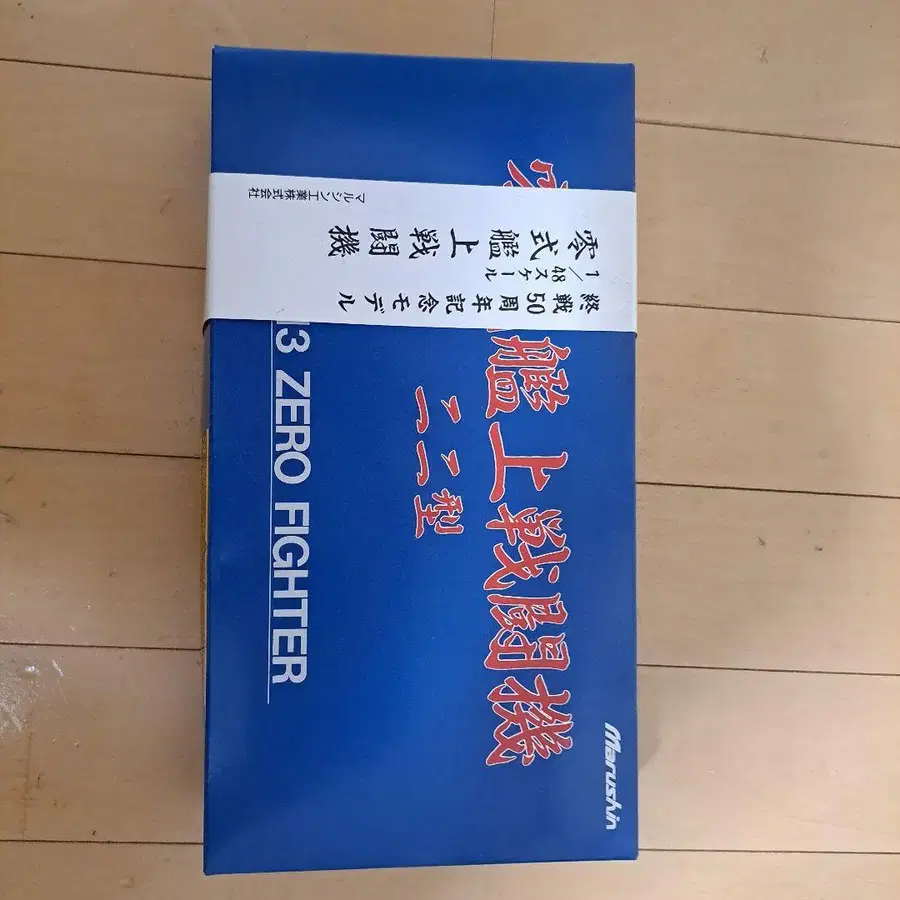 終戦50周年記念モデル
1/48スケール
零式艦上戦闘機
マルシン工業株式会社
艦上戦闘機
二二型
3 ZERO FIGHTER
Marushin